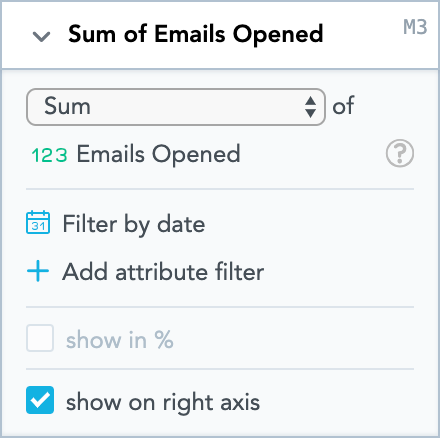 Sum of Emails Opened M3
Sum of
123 Emails Opened ?
31 Filter by date
Add attribute filter
show in %
show on right axis